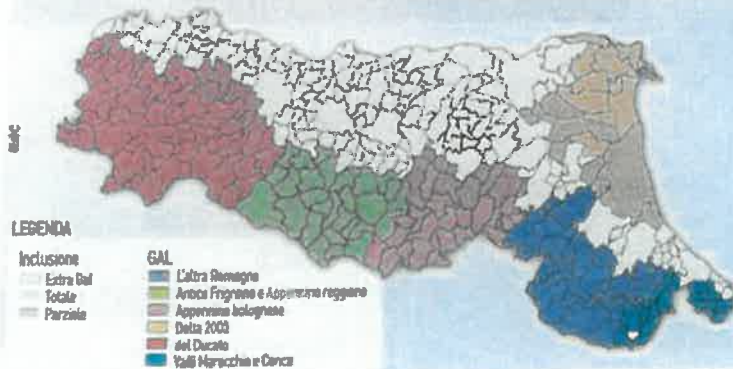 LEGENDA
Inclusione
Extra Gal
Totale
Parziale
GAL
L'altra Romagna
Antico Frignano e Appennino reggiano
Appennino bolognese
Delta 2000
del Ducato
Valli Marecchia e Conca